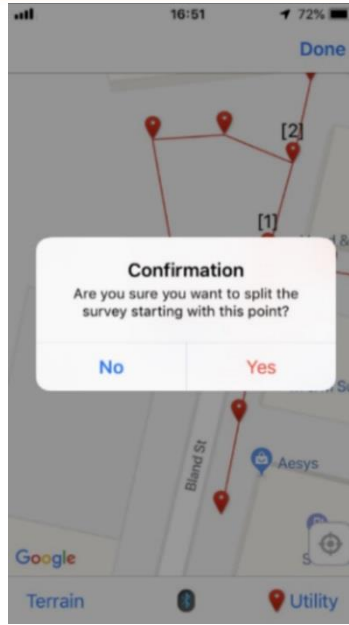 16:51
72%
Done
[2]
[1]
Confirmation
Are you sure you want to split the
survey starting with this point?
No
Yes
Bland St
Aesys
Google
Terrain
Utility